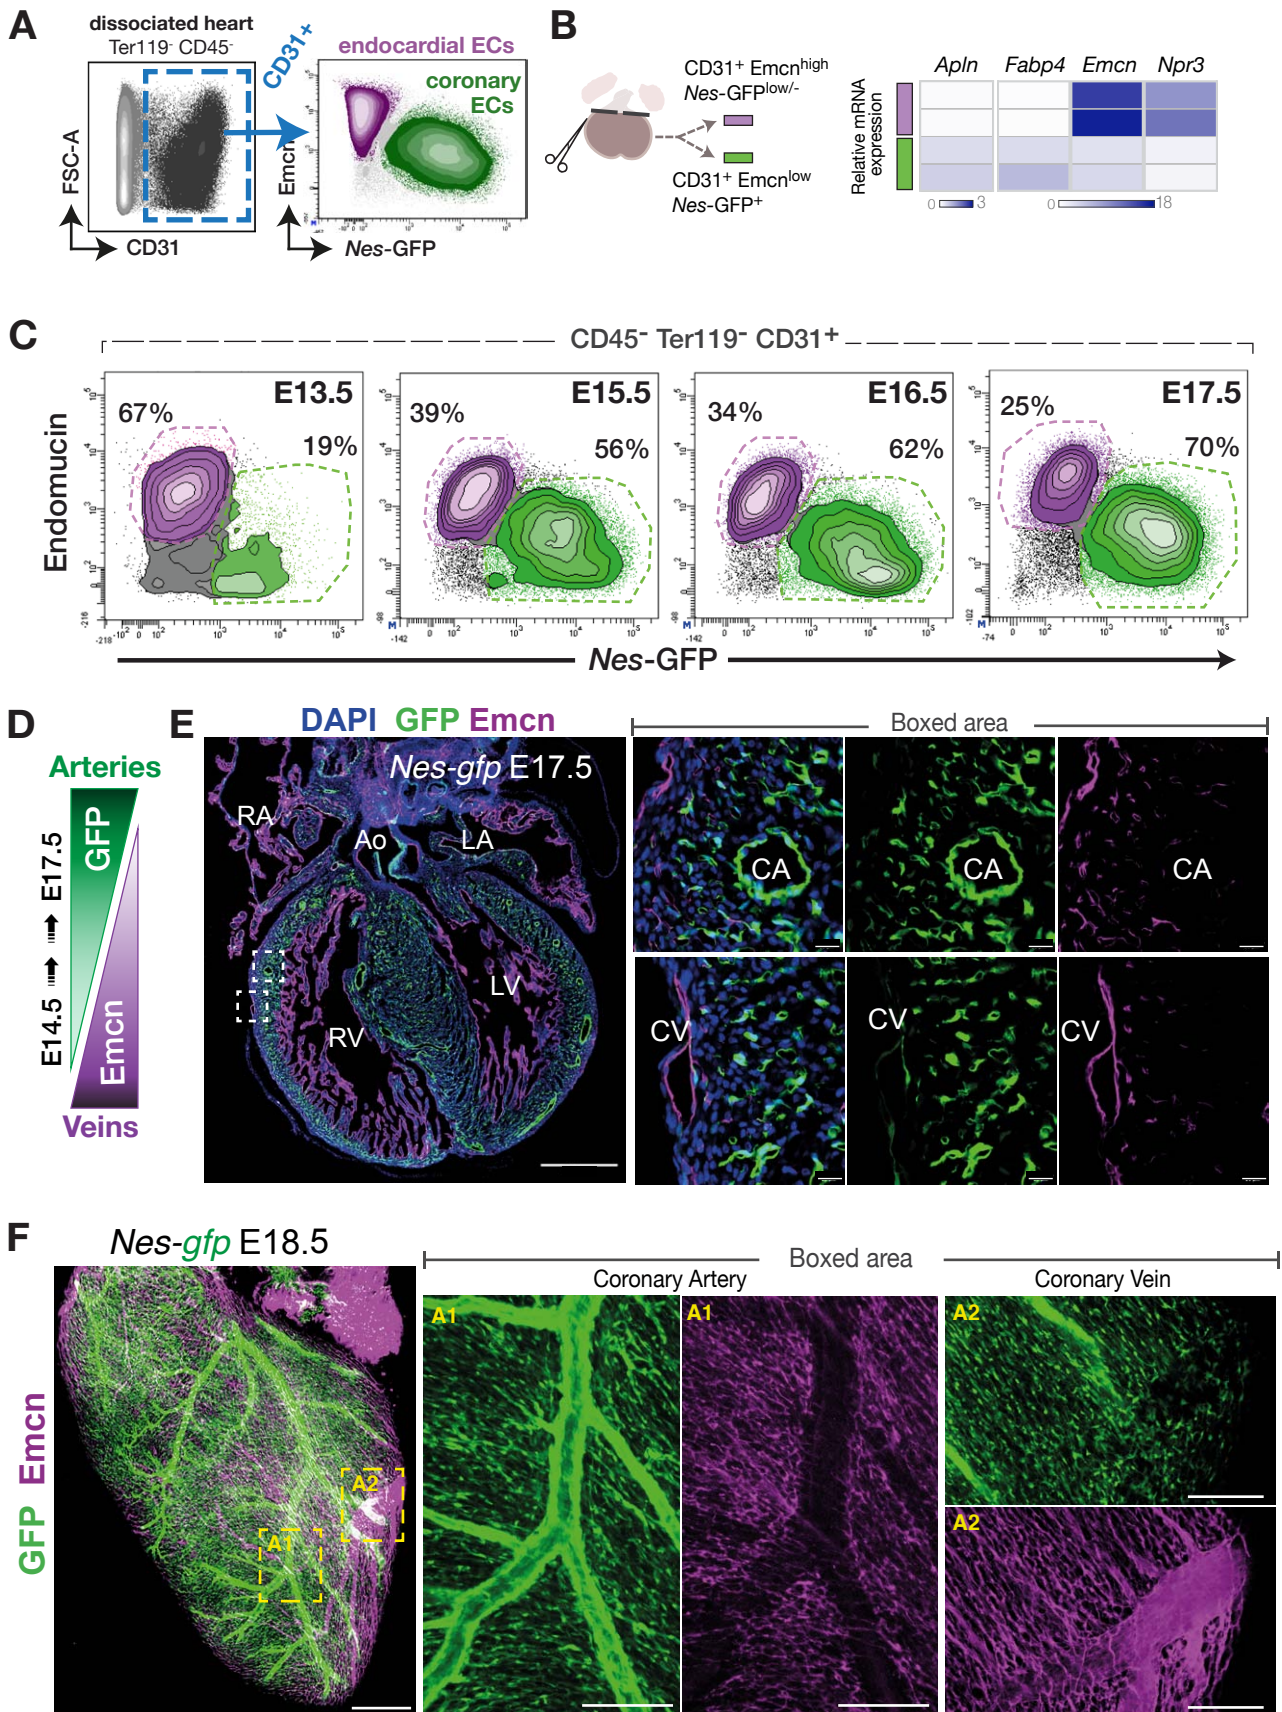 A
dissociated heart
Ter119- CD45-
CD31+
endocardial ECs
coronary
ECs
FSC-A
CD31
Emcn
Nes-GFP
B
CD31+ Emcnhigh
Nes-GFPlow/-
CD31+ Emcnlow
Nes-GFP+
Apln Fabp4 Emcn Npr3
Relative mRNA
expression
0 3
0 18
C
CD45- Ter119- CD31+
Endomucin
E13.5
67%
19%
E15.5
39%
56%
E16.5
34%
62%
E17.5
25%
70%
Nes-GFP
D
Arteries
GFP
E14.5 E17.5
Emcn
Veins
E
DAPI GFP Emcn
Boxed area
Nes-gfp E17.5
RA
Ao
LA
LV
RV
CA
CA
CA
CV
CV
CV
F
Nes-gfp E18.5
GFP Emcn
A2
A1
Boxed area
Coronary Artery
Coronary Vein
A1
A1
A2
A2